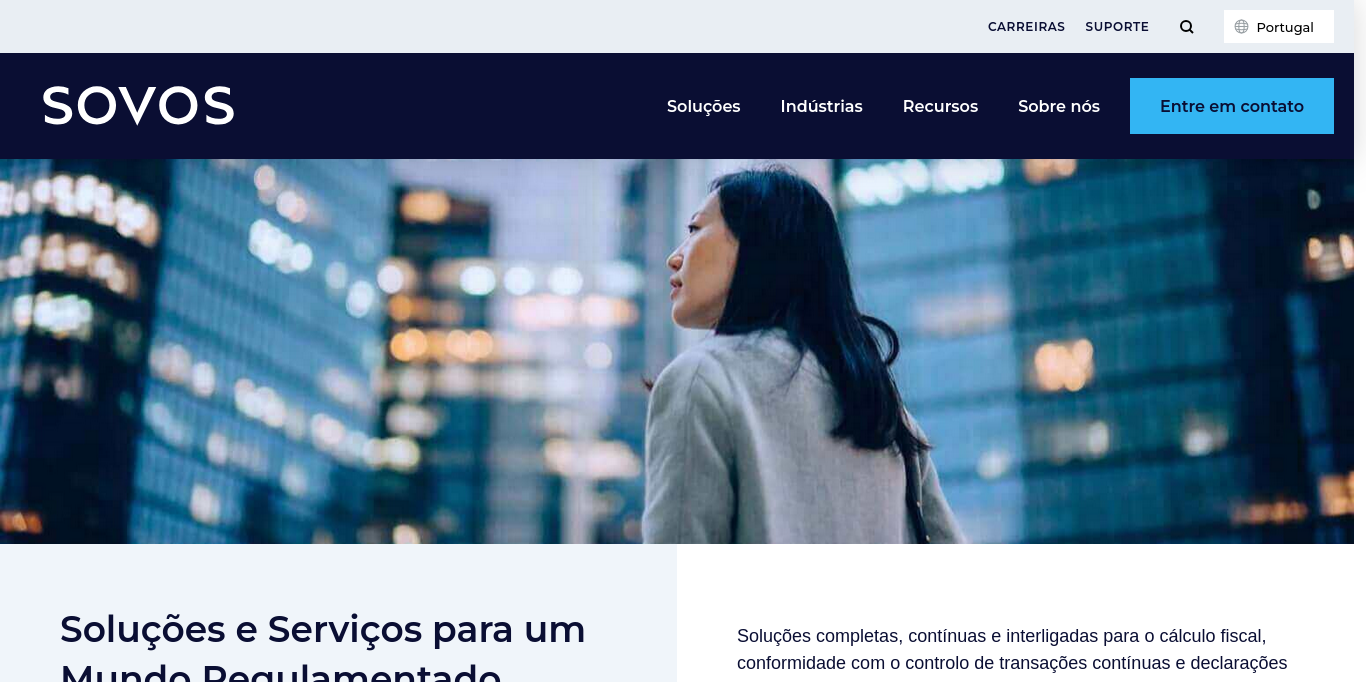 CARREIRAS SUPORTE Portugal
SOVOS Soluções Indústrias Recursos Sobre nós Entre em contato
Soluções e Serviços para um
Mundo Regulamentado
Soluções completas, contínuas e interligadas para o cálculo fiscal,
conformidade com o controlo de transações contínuas e declarações